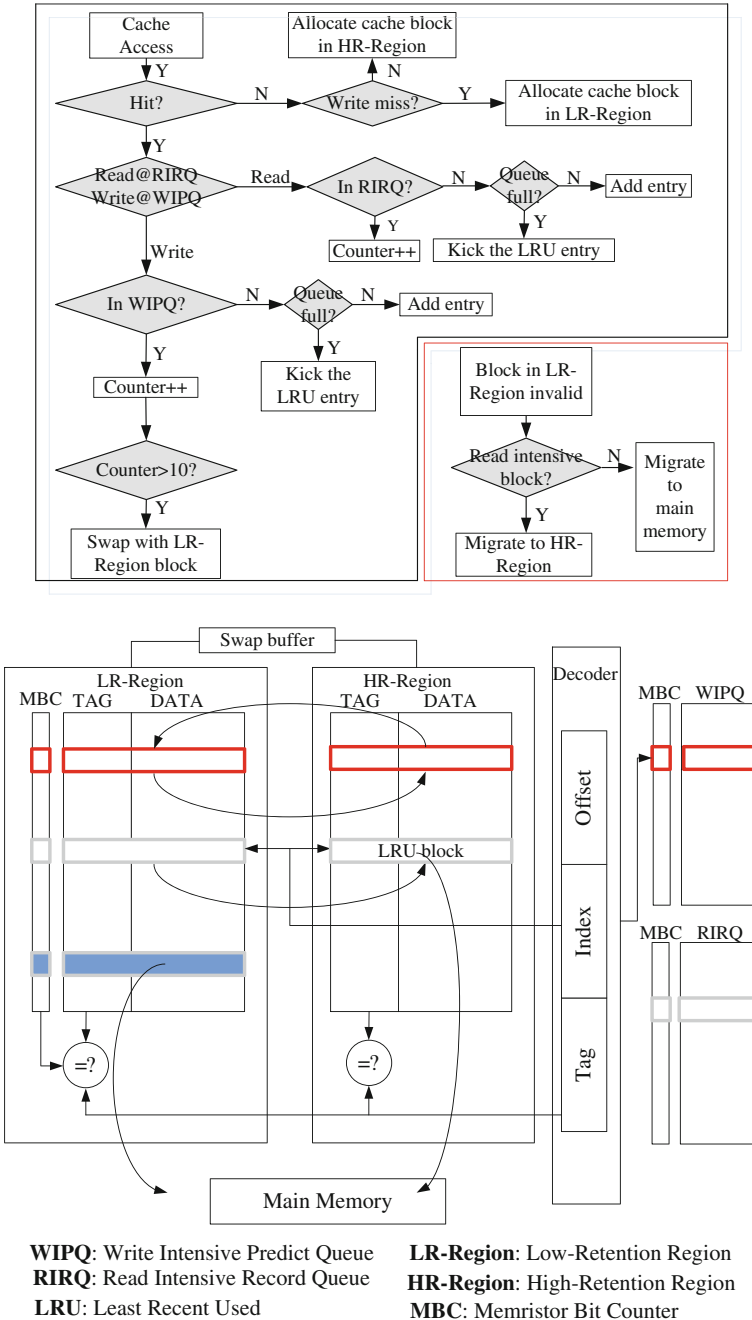 Cache
Access
Allocate cache block
in HR-Region
Y
N
Hit?
N
Write miss?
Y
Allocate cache block
in LR-Region
Y
Read@RIRQ
Write@WIPQ
Read
In RIRQ?
N
Queue
full?
N
Add entry
Y
Y
Write
Counter++
Kick the LRU entry
In WIPQ?
N
Queue
full?
N
Add entry
Y
Y
Counter++
Kick the
LRU entry
Block in LR-
Region invalid
Counter>10?
Read intensive
block?
N
Migrate
to
main
memory
Y
Y
Swap with LR-
Region block
Migrate to HR-
Region
Swap buffer
LR-Region
HR-Region
Decoder
MBC
TAG
DATA
TAG
DATA
MBC
WIPQ
Offset
LRU block
Index
MBC
RIRQ
=?
=?
Tag
Main Memory
WIPQ: Write Intensive Predict Queue
LR-Region: Low-Retention Region
RIRQ: Read Intensive Record Queue
HR-Region: High-Retention Region
LRU: Least Recent Used
MBC: Memristor Bit Counter